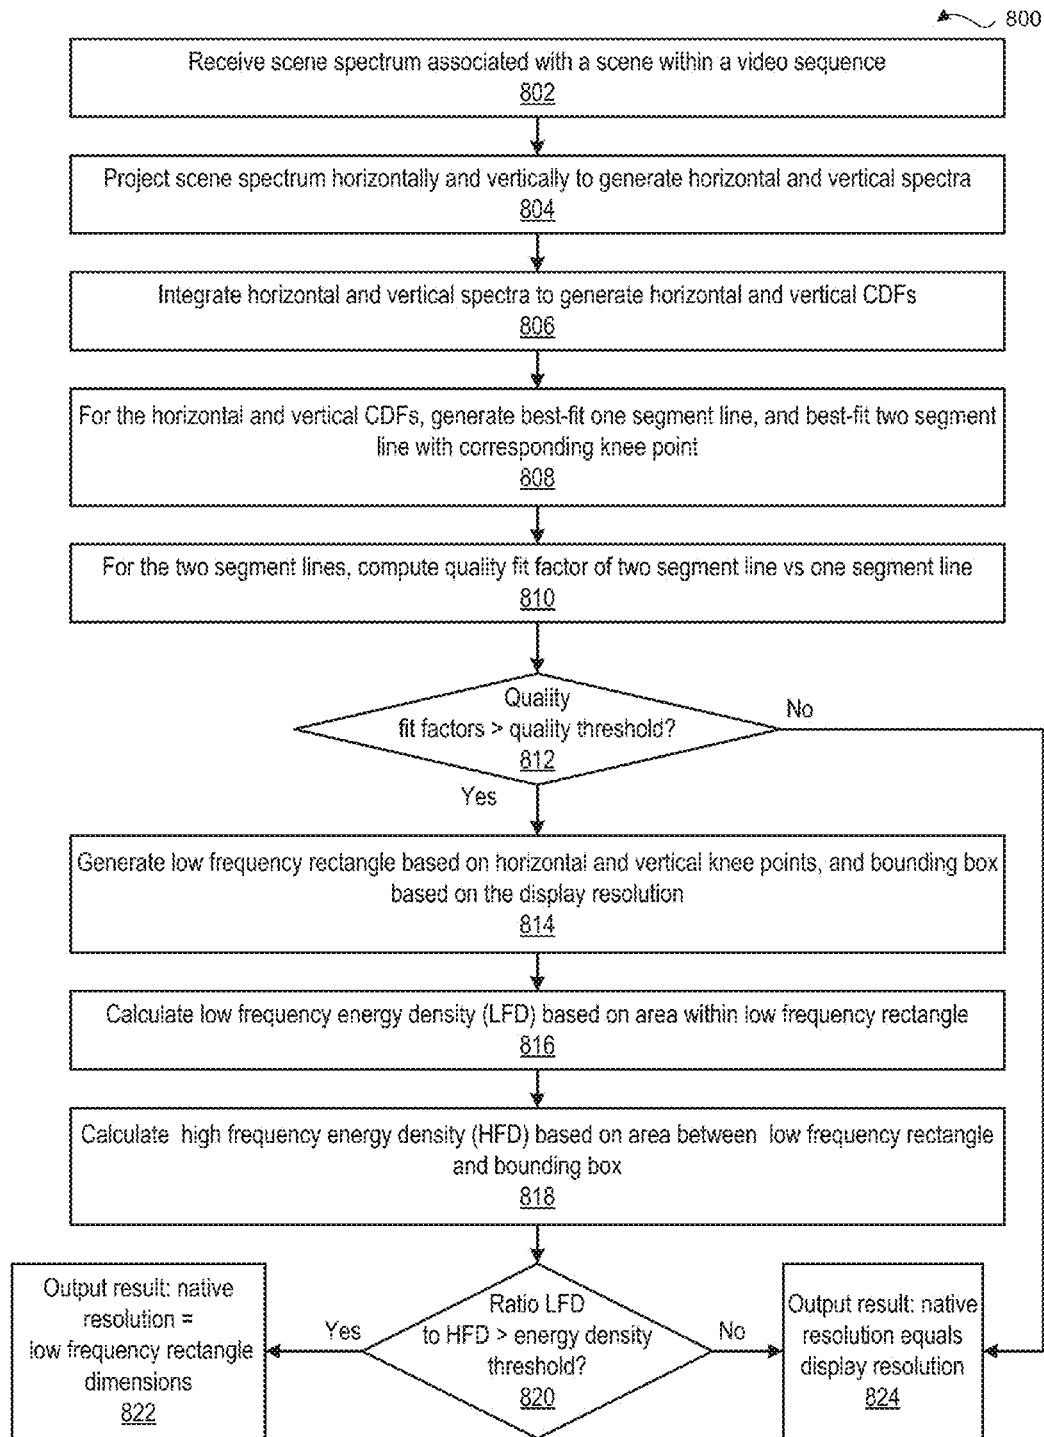 800
Receive scene spectrum associated with a scene within a video sequence
802
Project scene spectrum horizontally and vertically to generate horizontal and vertical spectra
804
Integrate horizontal and vertical spectra to generate horizontal and vertical CDFs
806
For the horizontal and vertical CDFs, generate best-fit one segment line, and best-fit two segment
line with corresponding knee point
808
For the two segment lines, compute quality fit factor of two segment line vs one segment line
810
Quality
fit factors > quality threshold?
812
No
Yes
Generate low frequency rectangle based on horizontal and vertical knee points, and bounding box
based on the display resolution
814
Calculate low frequency energy density (LFD) based on area within low frequency rectangle
816
Calculate high frequency energy density (HFD) based on area between low frequency rectangle
and bounding box
818
Output result: native
resolution =
low frequency rectangle
dimensions
822
Yes
Ratio LFD
to HFD > energy density
threshold?
820
No
Output result: native
resolution equals
display resolution
824